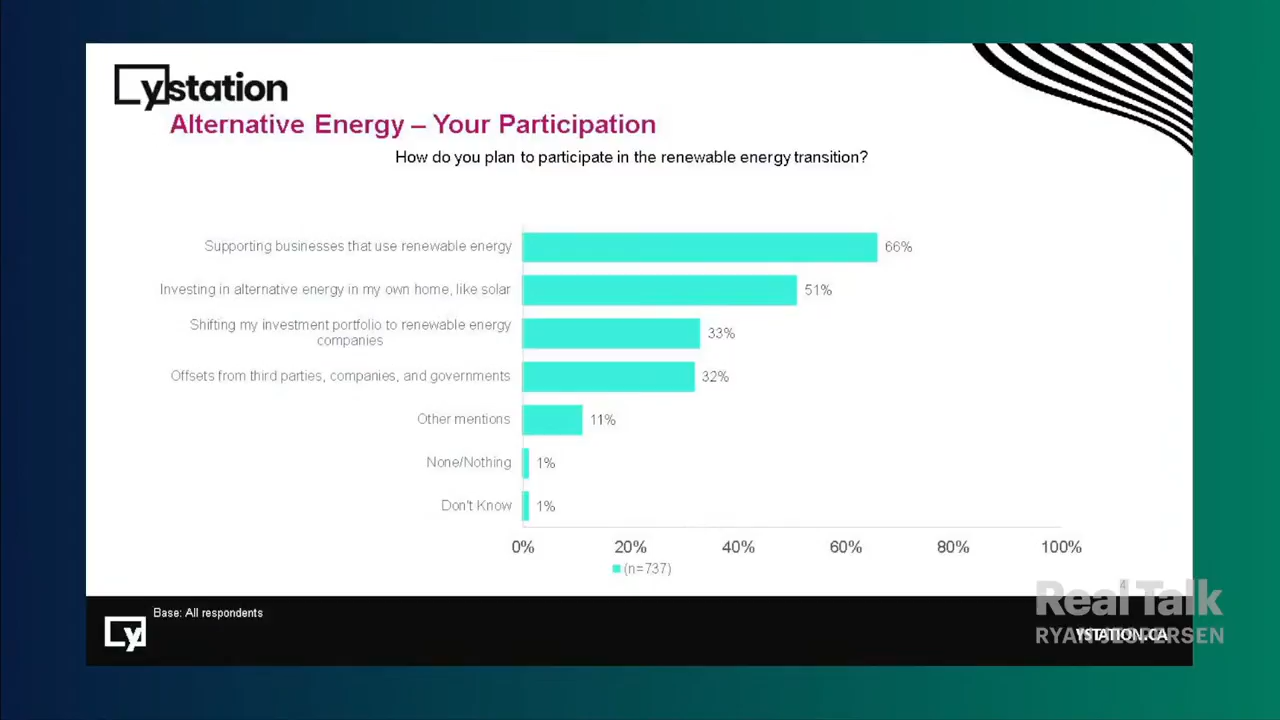 ystation
Alternative Energy – Your Participation
How do you plan to participate in the renewable energy transition?
Supporting businesses that use renewable energy
66%
Investing in alternative energy in my own home, like solar
51%
Shifting my investment portfolio to renewable energy
companies
33%
Offsets from third parties, companies, and governments
32%
Other mentions
11%
None/Nothing
1%
Don't Know
1%
0% 20% 40% 60% 80% 100%
(n=737)
4
Base: All respondents
y
Real Talk
RYAN JESPERSEN
YSTATION.CA